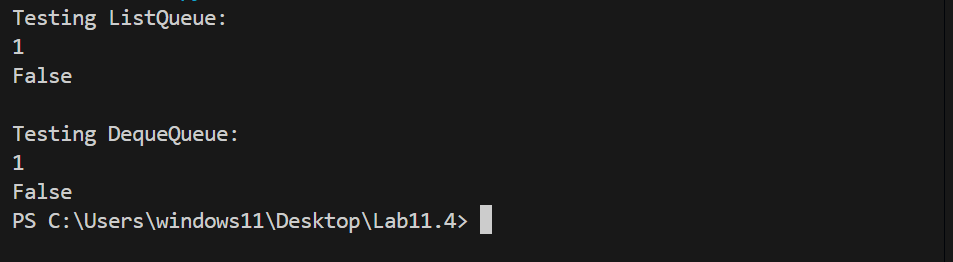 Testing ListQueue:
1
False
Testing DequeQueue:
1
False
PS C:\Users\windows11\Desktop\Lab11.4>